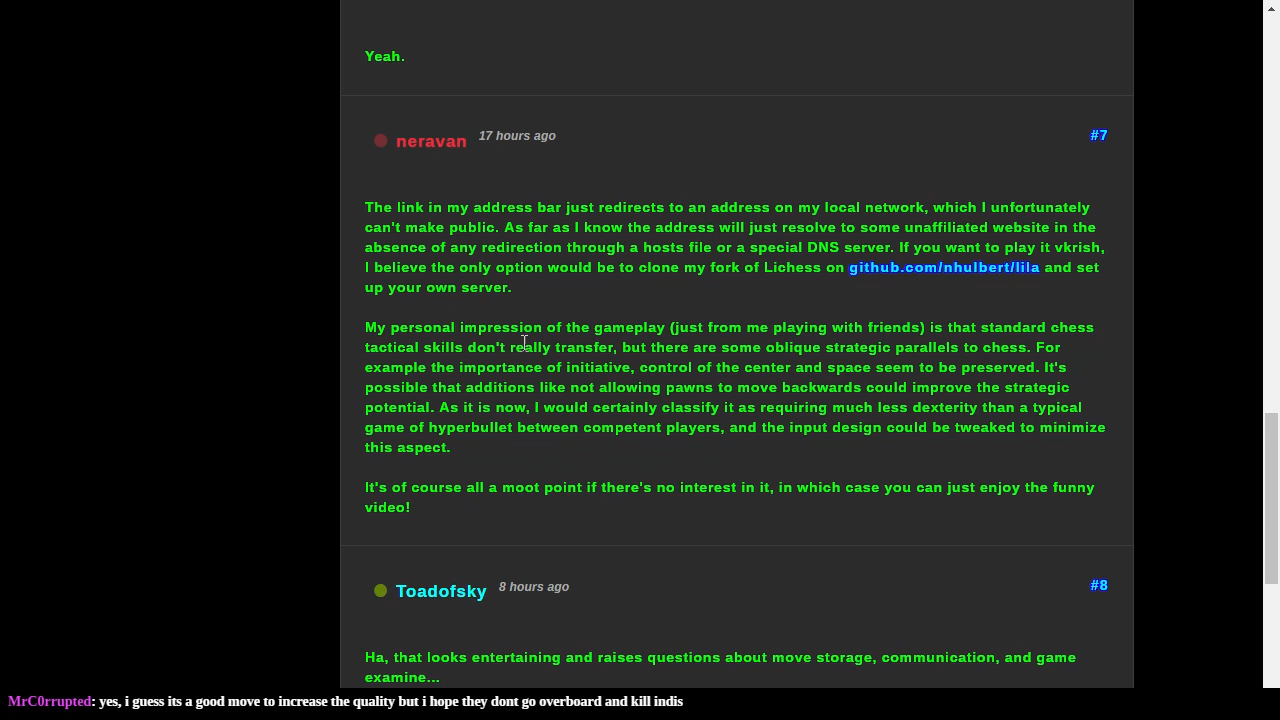 Yeah.
neravan 17 hours ago #7
The link in my address bar just redirects to an address on my local network, which I unfortunately
can't make public. As far as I know the address will just resolve to some unaffiliated website in the
absence of any redirection through a hosts file or a special DNS server. If you want to play it vkrish,
I believe the only option would be to clone my fork of Lichess on github.com/nhulbert/lila and set
up your own server.
My personal impression of the gameplay (just from me playing with friends) is that standard chess
tactical skills don't really transfer, but there are some oblique strategic parallels to chess. For
example the importance of initiative, control of the center and space seem to be preserved. It's
possible that additions like not allowing pawns to move backwards could improve the strategic
potential. As it is now, I would certainly classify it as requiring much less dexterity than a typical
game of hyperbullet between competent players, and the input design could be tweaked to minimize
this aspect.
It's of course all a moot point if there's no interest in it, in which case you can just enjoy the funny
video!
Toadofsky 8 hours ago #8
Ha, that looks entertaining and raises questions about move storage, communication, and game
examine...
MrC0rrupted: yes, i guess its a good move to increase the quality but i hope they dont go overboard and kill indis